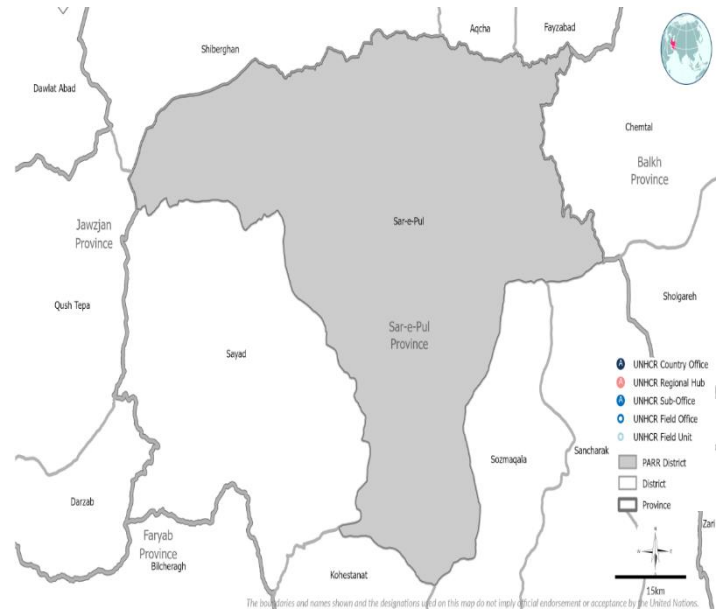 Aqcha
Fayzabad
Shiberghan
Dawlat Abad
Chemtal
Balkh
Province
Jawzjan
Province
Sar-e-Pul
Qush Tepa
Shoigareh
Sar-e-Pul
Province
Sayad
UNHCR Country Office
UNHCR Regional Hub
UNHCR Sub-Office
UNHCR Field Office
UNHCR Field Unit
Sozmaqala
Sancharak
PARR District
District
Province
Darzab
Faryab
Province
Bilcheragh
Kohestanat
Zari
15km
The boundaries and names shown and the designations used on this map do not imply official endorsement or acceptance by the United Nations.